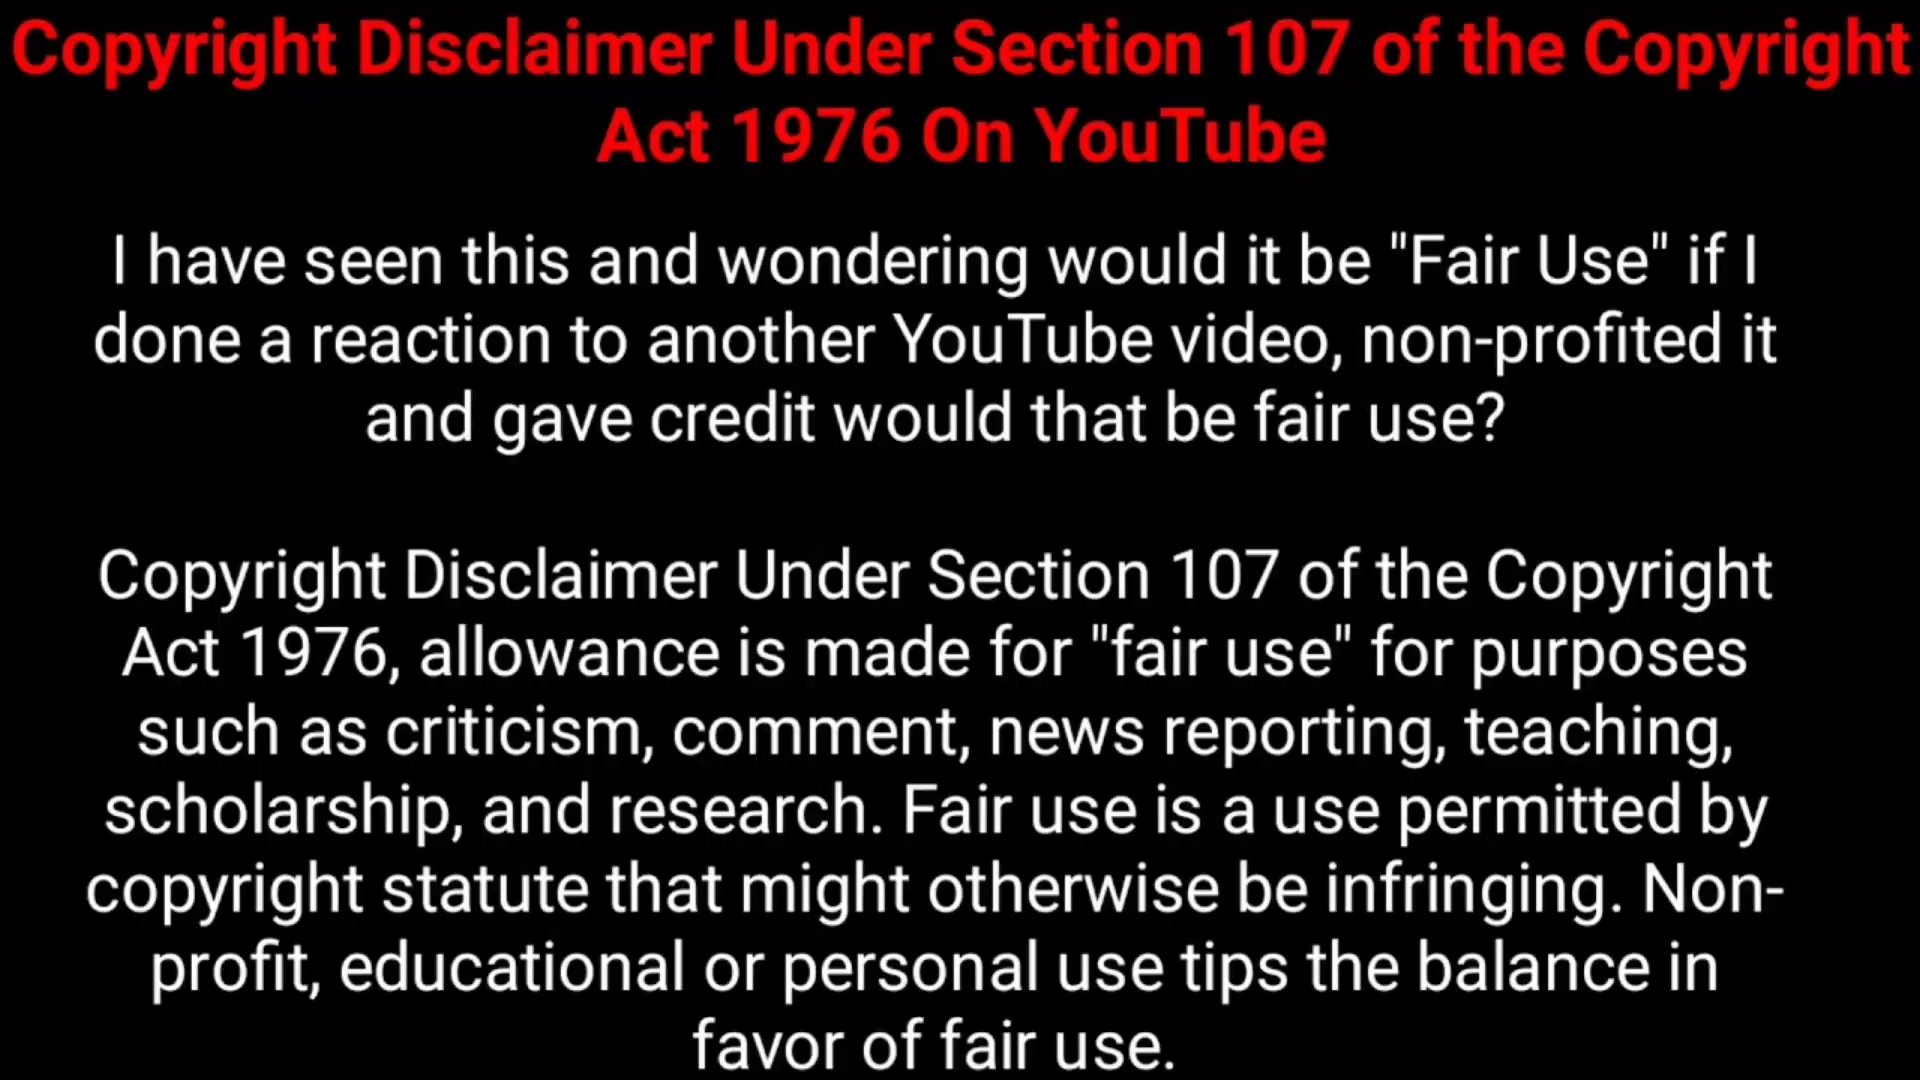 Copyright Disclaimer Under Section 107 of the Copyright
Act 1976 On YouTube
I have seen this and wondering would it be "Fair Use" if I
done a reaction to another YouTube video, non-profited it
and gave credit would that be fair use?
Copyright Disclaimer Under Section 107 of the Copyright
Act 1976, allowance is made for "fair use" for purposes
such as criticism, comment, news reporting, teaching,
scholarship, and research. Fair use is a use permitted by
copyright statute that might otherwise be infringing. Non-
profit, educational or personal use tips the balance in
favor of fair use.